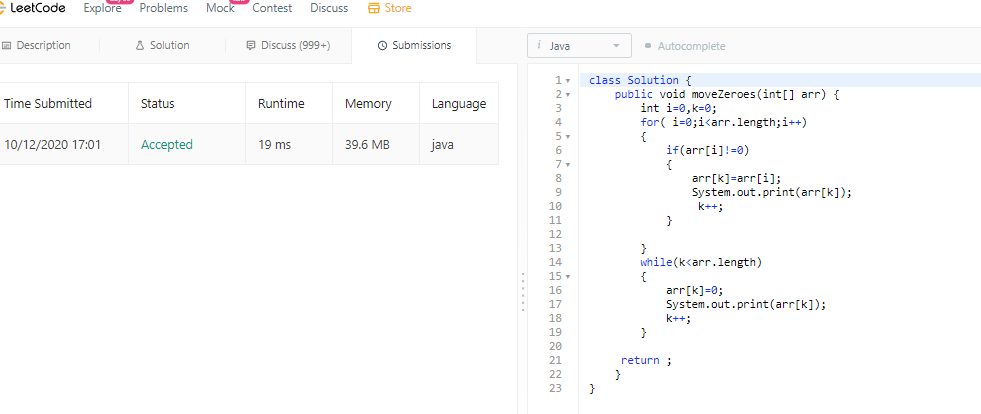 LeetCode Explore Problems Mock Contest Discuss Store
Description Solution Discuss (999+) Submissions
i Java Autocomplete
Time Submitted Status Runtime Memory Language
10/12/2020 17:01 Accepted 19 ms 39.6 MB java
1 class Solution {
2 public void moveZeroes(int[] arr) {
3 int i=0,k=0;
4 for( i=0;i<arr.length;i++)
5 {
6 if(arr[i]!=0)
7 {
8 arr[k]=arr[i];
9 System.out.print(arr[k]);
10 k++;
11 }
12
13 }
14 while(k<arr.length)
15 {
16 arr[k]=0;
17 System.out.print(arr[k]);
18 k++;
19 }
20
21 return ;
22 }
23 }